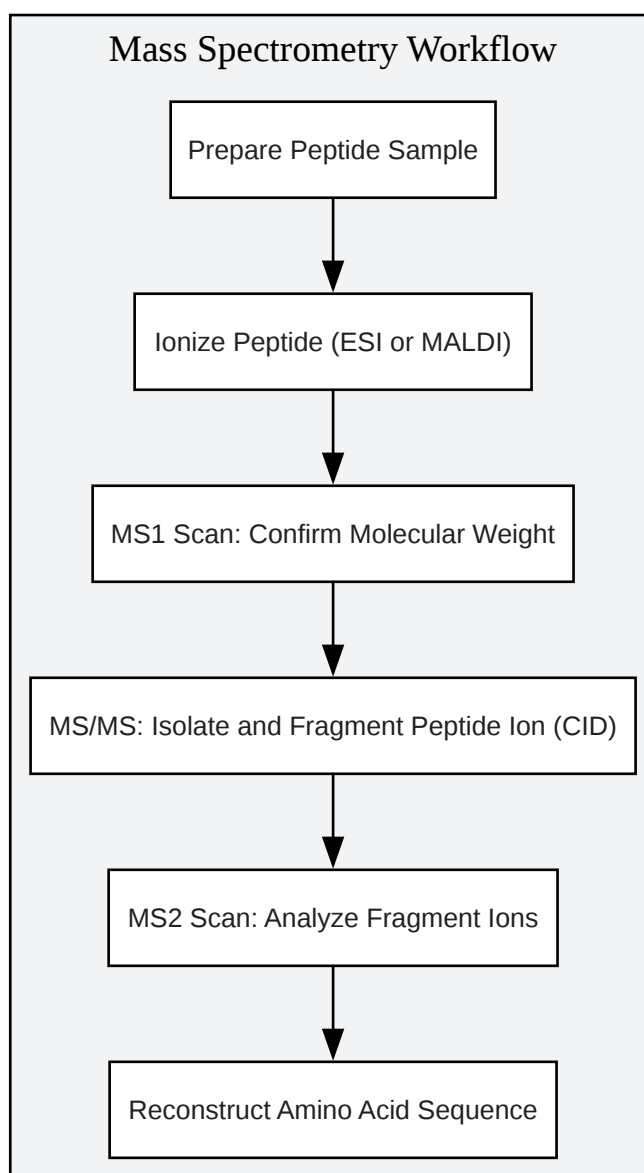 Mass Spectrometry Workflow
Prepare Peptide Sample
Ionize Peptide (ESI or MALDI)
MS1 Scan: Confirm Molecular Weight
MS/MS: Isolate and Fragment Peptide Ion (CID)
MS2 Scan: Analyze Fragment Ions
Reconstruct Amino Acid Sequence